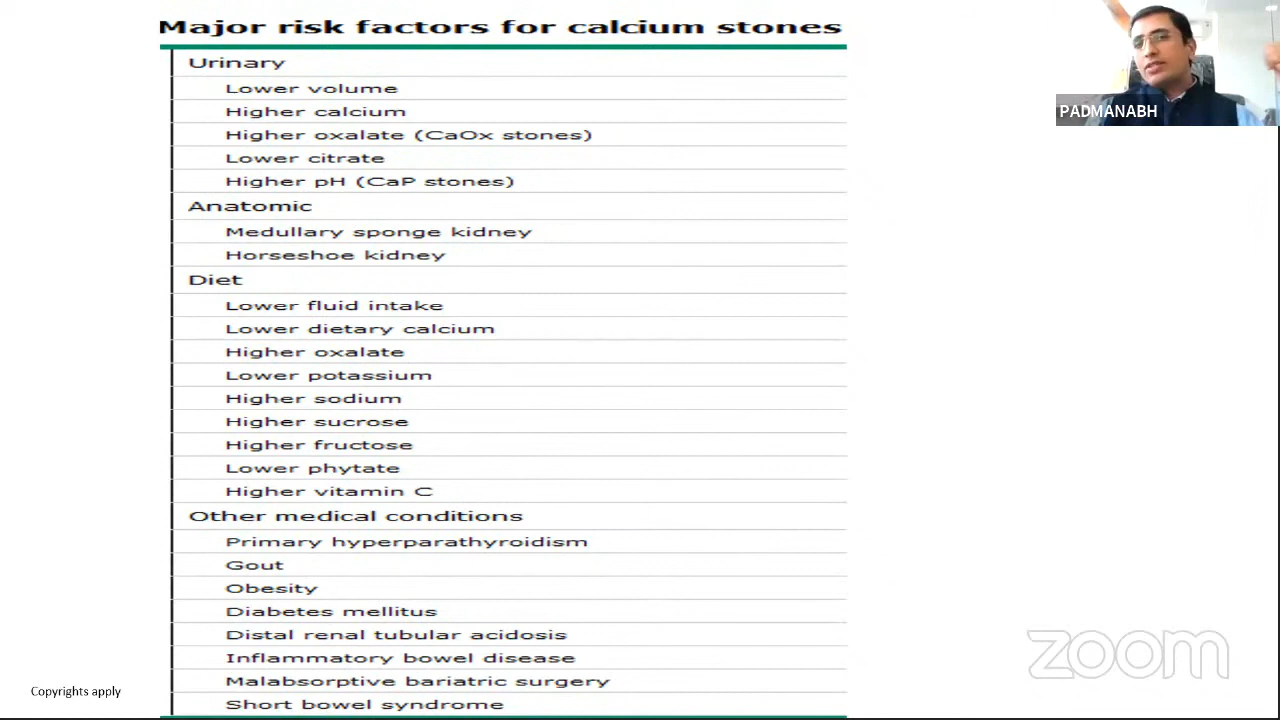 Major risk factors for calcium stones
Urinary
Lower volume
Higher calcium
Higher oxalate (CaOx stones)
Lower citrate
Higher pH (CaP stones)
Anatomic
Medullary sponge kidney
Horseshoe kidney
Diet
Lower fluid intake
Lower dietary calcium
Higher oxalate
Lower potassium
Higher sodium
Higher sucrose
Higher fructose
Lower phytate
Higher vitamin C
Other medical conditions
Primary hyperparathyroidism
Gout
Obesity
Diabetes mellitus
Distal renal tubular acidosis
Inflammatory bowel disease
Malabsorptive bariatric surgery
Short bowel syndrome
Copyrights apply
PADMANABH
zoom